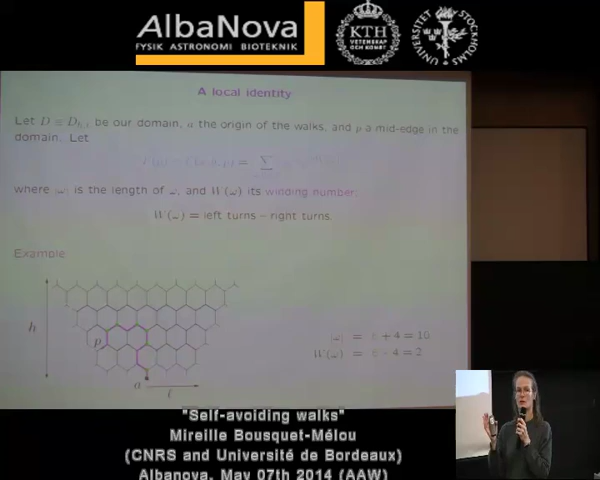 AlbaNova
FYSIK ASTRONOMI BIOTEKNIK
KTH
VETENSKAP
OCH KONST
STOCKHOLMS
UNIVERSITET
A local identity
Let D ≡ be our domain, a the origin of the walks, and p a mid-edge in the
domain. Let
where |ω| is the length of ω, and W(ω) its winding number:
W(ω) = left turns – right turns.
Example:
h
p
a
ℓ
|ω| = 6 + 4 = 10
W(ω) = 6 – 4 = 2
"Self-avoiding walks"
Mireille Bousquet-Mélou
(CNRS and Université de Bordeaux)
Albanova, May 07th 2014 (AAW)